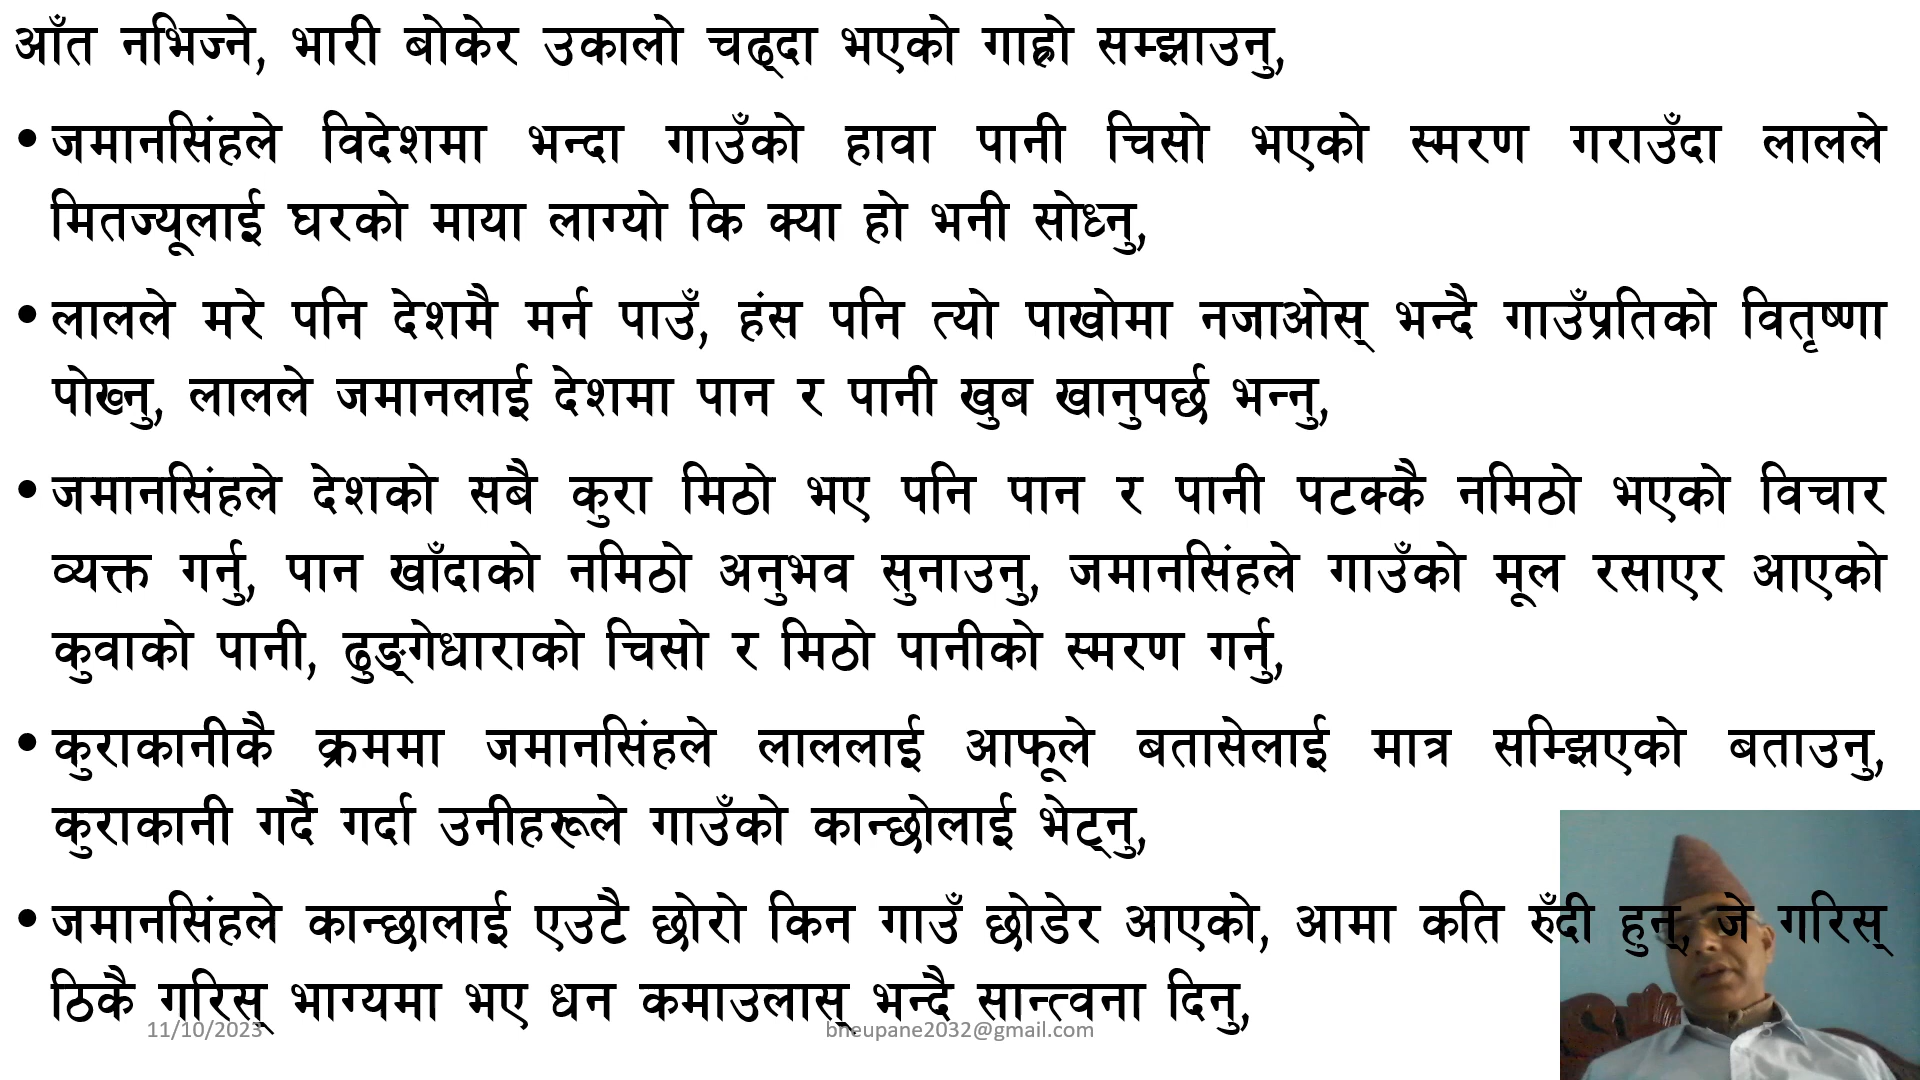 आँत नभिज्ने, भारी बोकेर उकालो चढ्दा भएको गाह्रो सम्झाउनु,
• जमानसिंहले विदेशमा भन्दा गाउँको हावा पानी चिसो भएको स्मरण गराउँदा लालले
मितज्यूलाई घरको माया लाग्यो कि क्या हो भनी सोध्नु,
• लालले मरे पनि देशमै मर्न पाउँ, हंस पनि त्यो पाखोमा नजाओस् भन्दै गाउँप्रतिको वितृष्णा
पोख्नु, लालले जमानलाई देशमा पान र पानी खुब खानुपर्छ भन्नु,
• जमानसिंहले देशको सबै कुरा मिठो भए पनि पान र पानी पटक्कै नमिठो भएको विचार
व्यक्त गर्नु, पान खाँदाको नमिठो अनुभव सुनाउनु, जमानसिंहले गाउँको मूल रसाएर आएको
कुवाको पानी, ढुङ्गेधाराको चिसो र मिठो पानीको स्मरण गर्नु,
• कुराकानीकै क्रममा जमानसिंहले लाललाई आफूले बतासेलाई मात्र सम्झिएको बताउनु,
कुराकानी गर्दै गर्दा उनीहरूले गाउँको कान्छोलाई भेट्नु,
• जमानसिंहले कान्छालाई एउटै छोरो किन गाउँ छोडेर आएको, आमा कति रुँदी हुन्, जे गरिस्
ठिकै गरिस् भाग्यमा भए धन कमाउलास् भन्दै सान्त्वना दिनु,
11/10/2023 bneupane2032@gmail.com